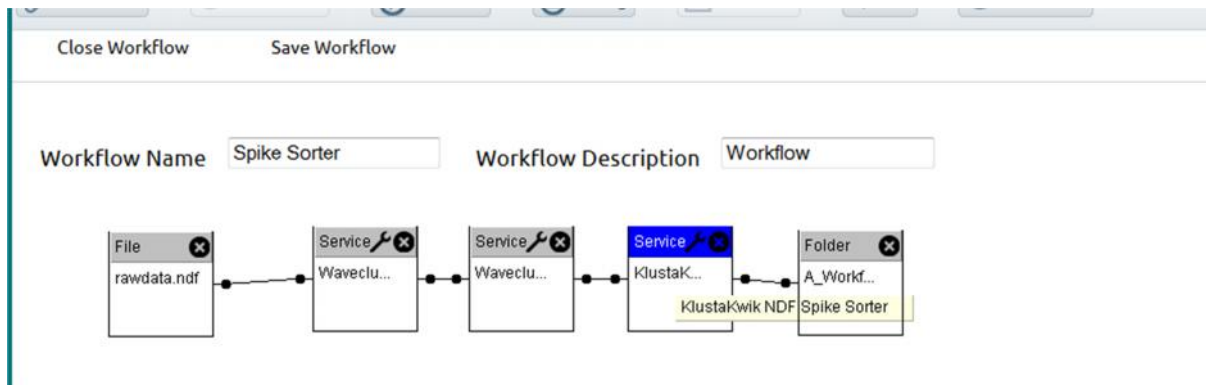 Close Workflow Save Workflow
Workflow Name Spike Sorter Workflow Description Workflow
File Service Service Service Folder
rawdata.ndf Waveclu... Waveclu... KlustaK... A_Workf...
KlustaKwik NDF Spike Sorter